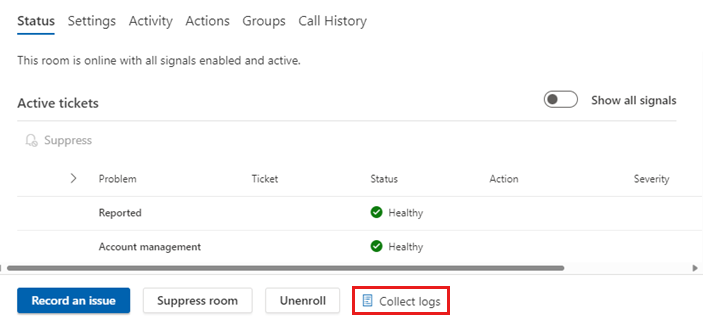 Status Settings Activity Actions Groups Call History
This room is online with all signals enabled and active.
Active tickets Show all signals
Suppress
Problem Ticket Status Action Severity
Reported Healthy
Account management Healthy
Record an issue Suppress room Unenroll Collect logs